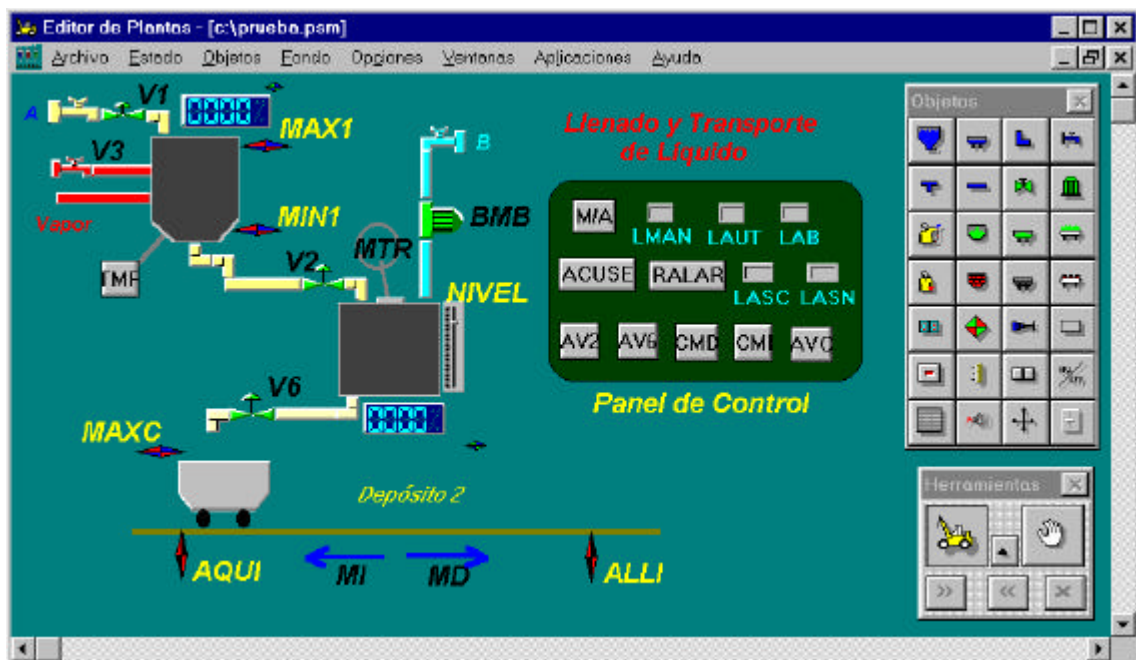 Editor de Plantas - [c:\prueba.psm]
Archivo Estado Objetos Fondo Opciones Ventanas Aplicaciones Ayuda
A
V1
MAX1
V3
Vapor
MIN1
TMP
V2
MTR
B
BMB
NIVEL
V6
MAXC
Depósito 2
AQUI
MI
MD
ALLI
Llenado y Transporte
de Líquido
M/A
LMAN LAUT LAB
ACUSE RALAR
LASC LASN
AV2 AV6 CMD CMI AVC
Panel de Control
Objetos
Herramientas